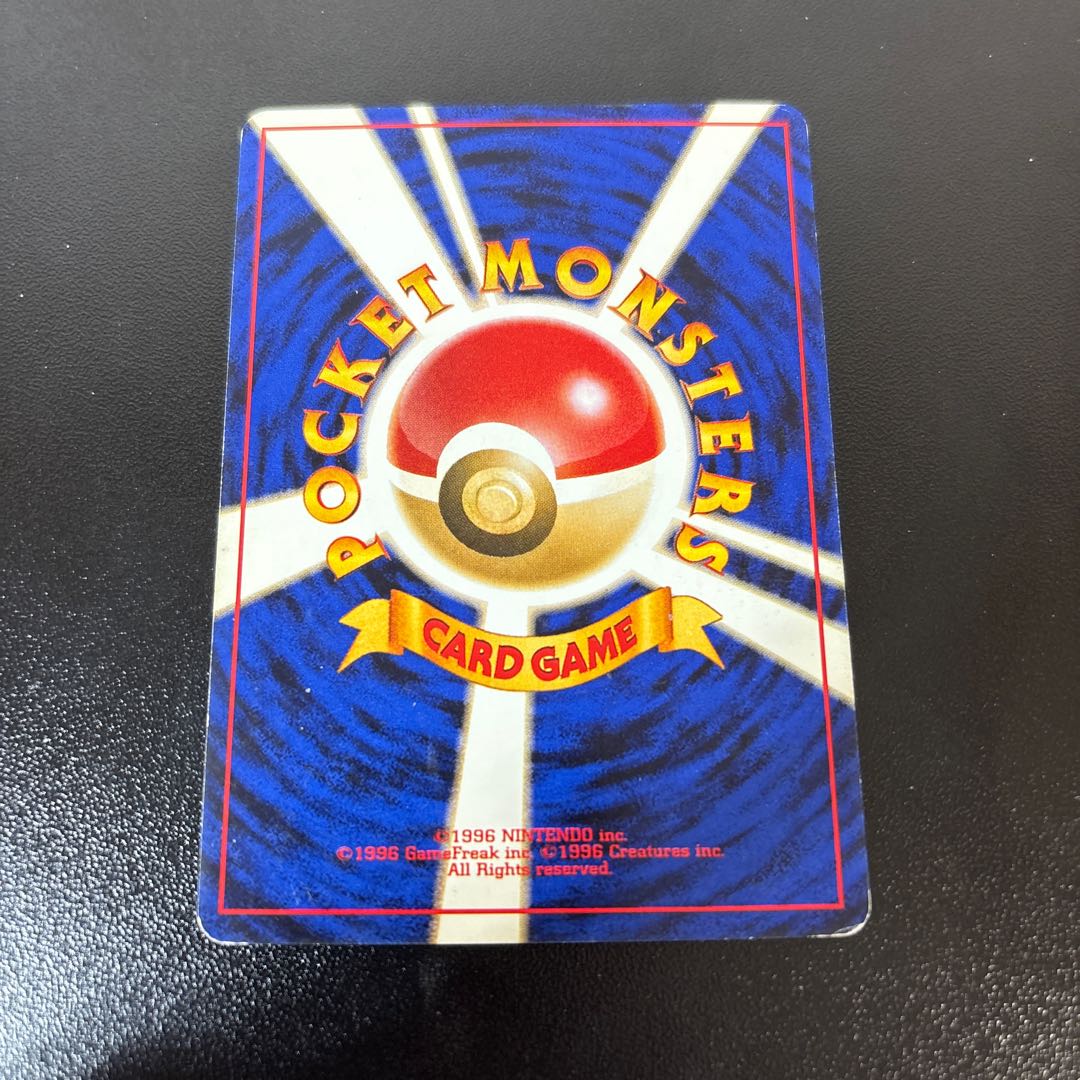 POCKET MONSTERS
CARD GAME
©1996 NINTENDO inc.
©1996 GameFreak inc. ©1996 Creatures inc.
All Rights reserved.